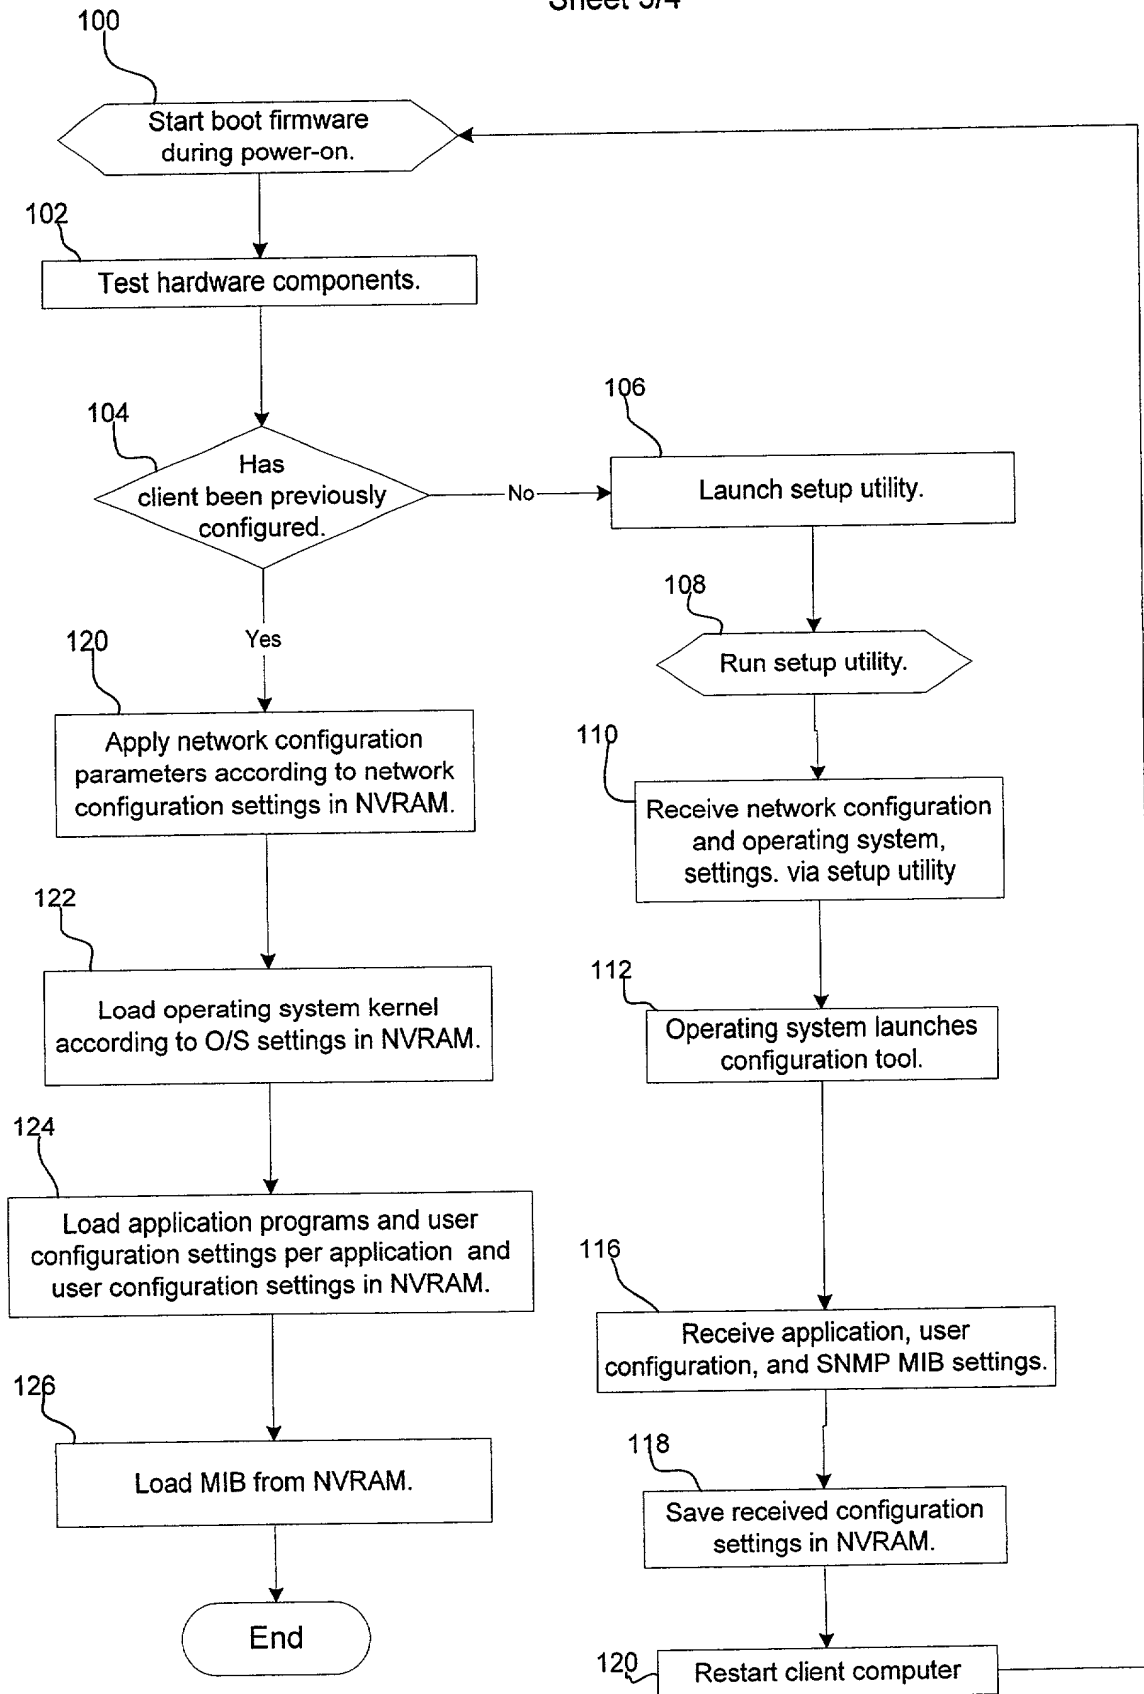 Sheet 3/4
100
Start boot firmware
during power-on.
102
Test hardware components.
104
Has
client been previously
configured.
No
106
Launch setup utility.
108
Run setup utility.
Yes
120
Apply network configuration
parameters according to network
configuration settings in NVRAM.
110
Receive network configuration
and operating system,
settings. via setup utility
122
Load operating system kernel
according to O/S settings in NVRAM.
112
Operating system launches
configuration tool.
124
Load application programs and user
configuration settings per application and
user configuration settings in NVRAM.
116
Receive application, user
configuration, and SNMP MIB settings.
126
Load MIB from NVRAM.
118
Save received configuration
settings in NVRAM.
End
120
Restart client computer